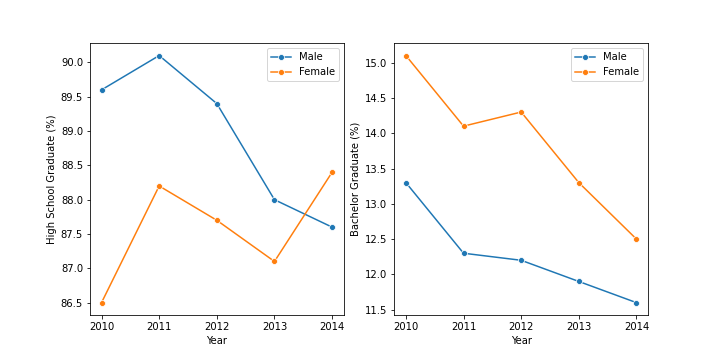 High School Graduate (%)
90.0
89.5
89.0
88.5
88.0
87.5
87.0
86.5
2010 2011 2012 2013 2014
Year
Male
Female
Bachelor Graduate (%)
15.0
14.5
14.0
13.5
13.0
12.5
12.0
11.5
2010 2011 2012 2013 2014
Year
Male
Female